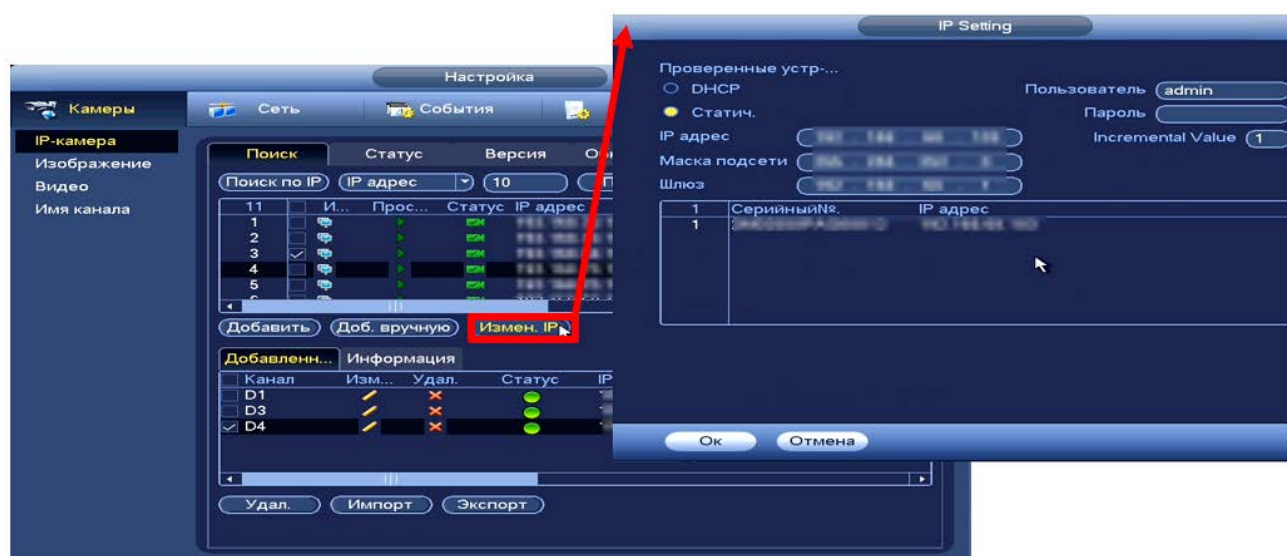 IP Setting
Проверенные устр-...
DHCP
Пользователь admin
Статич.
Пароль
IP адрес
Incremental Value 1
Маска подсети
Шлюз
1 Серийный№. IP адрес
1
Ок Отмена
Настройка
Камеры Сеть События
IP-камера
Изображение
Видео
Имя канала
Поиск Статус Версия
Поиск по IP IP адрес 10
11 И... Прос... Статус IP адрес
1
2
3
4
5
Добавить Доб. вручную Измен. IP
Добавленн... Информация
Канал Изм... Удал. Статус IP
D1
D3
D4
Удал. Импорт Экспорт